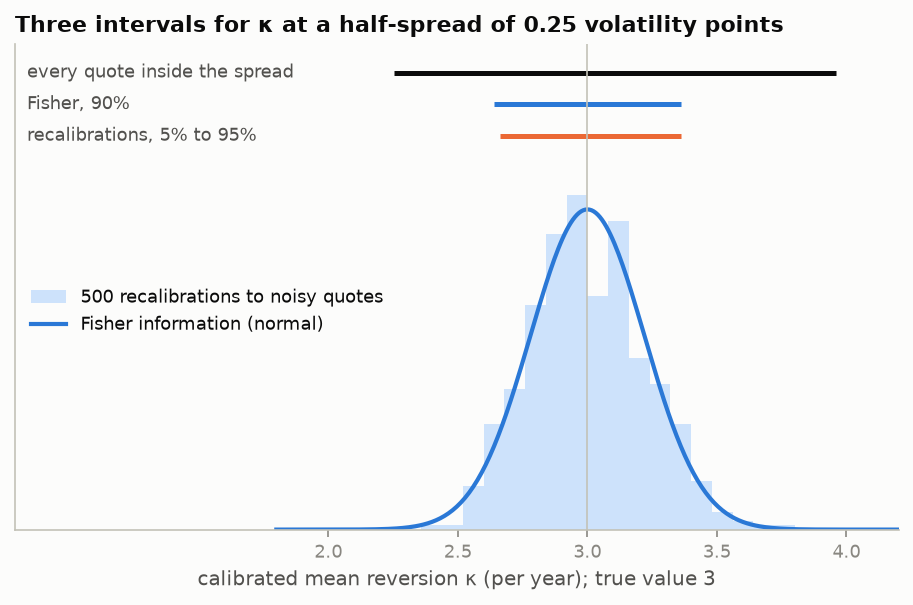 Three intervals for κ at a half-spread of 0.25 volatility points
every quote inside the spread
Fisher, 90%
recalibrations, 5% to 95%
500 recalibrations to noisy quotes
Fisher information (normal)
2.0 2.5 3.0 3.5 4.0
calibrated mean reversion κ (per year); true value 3